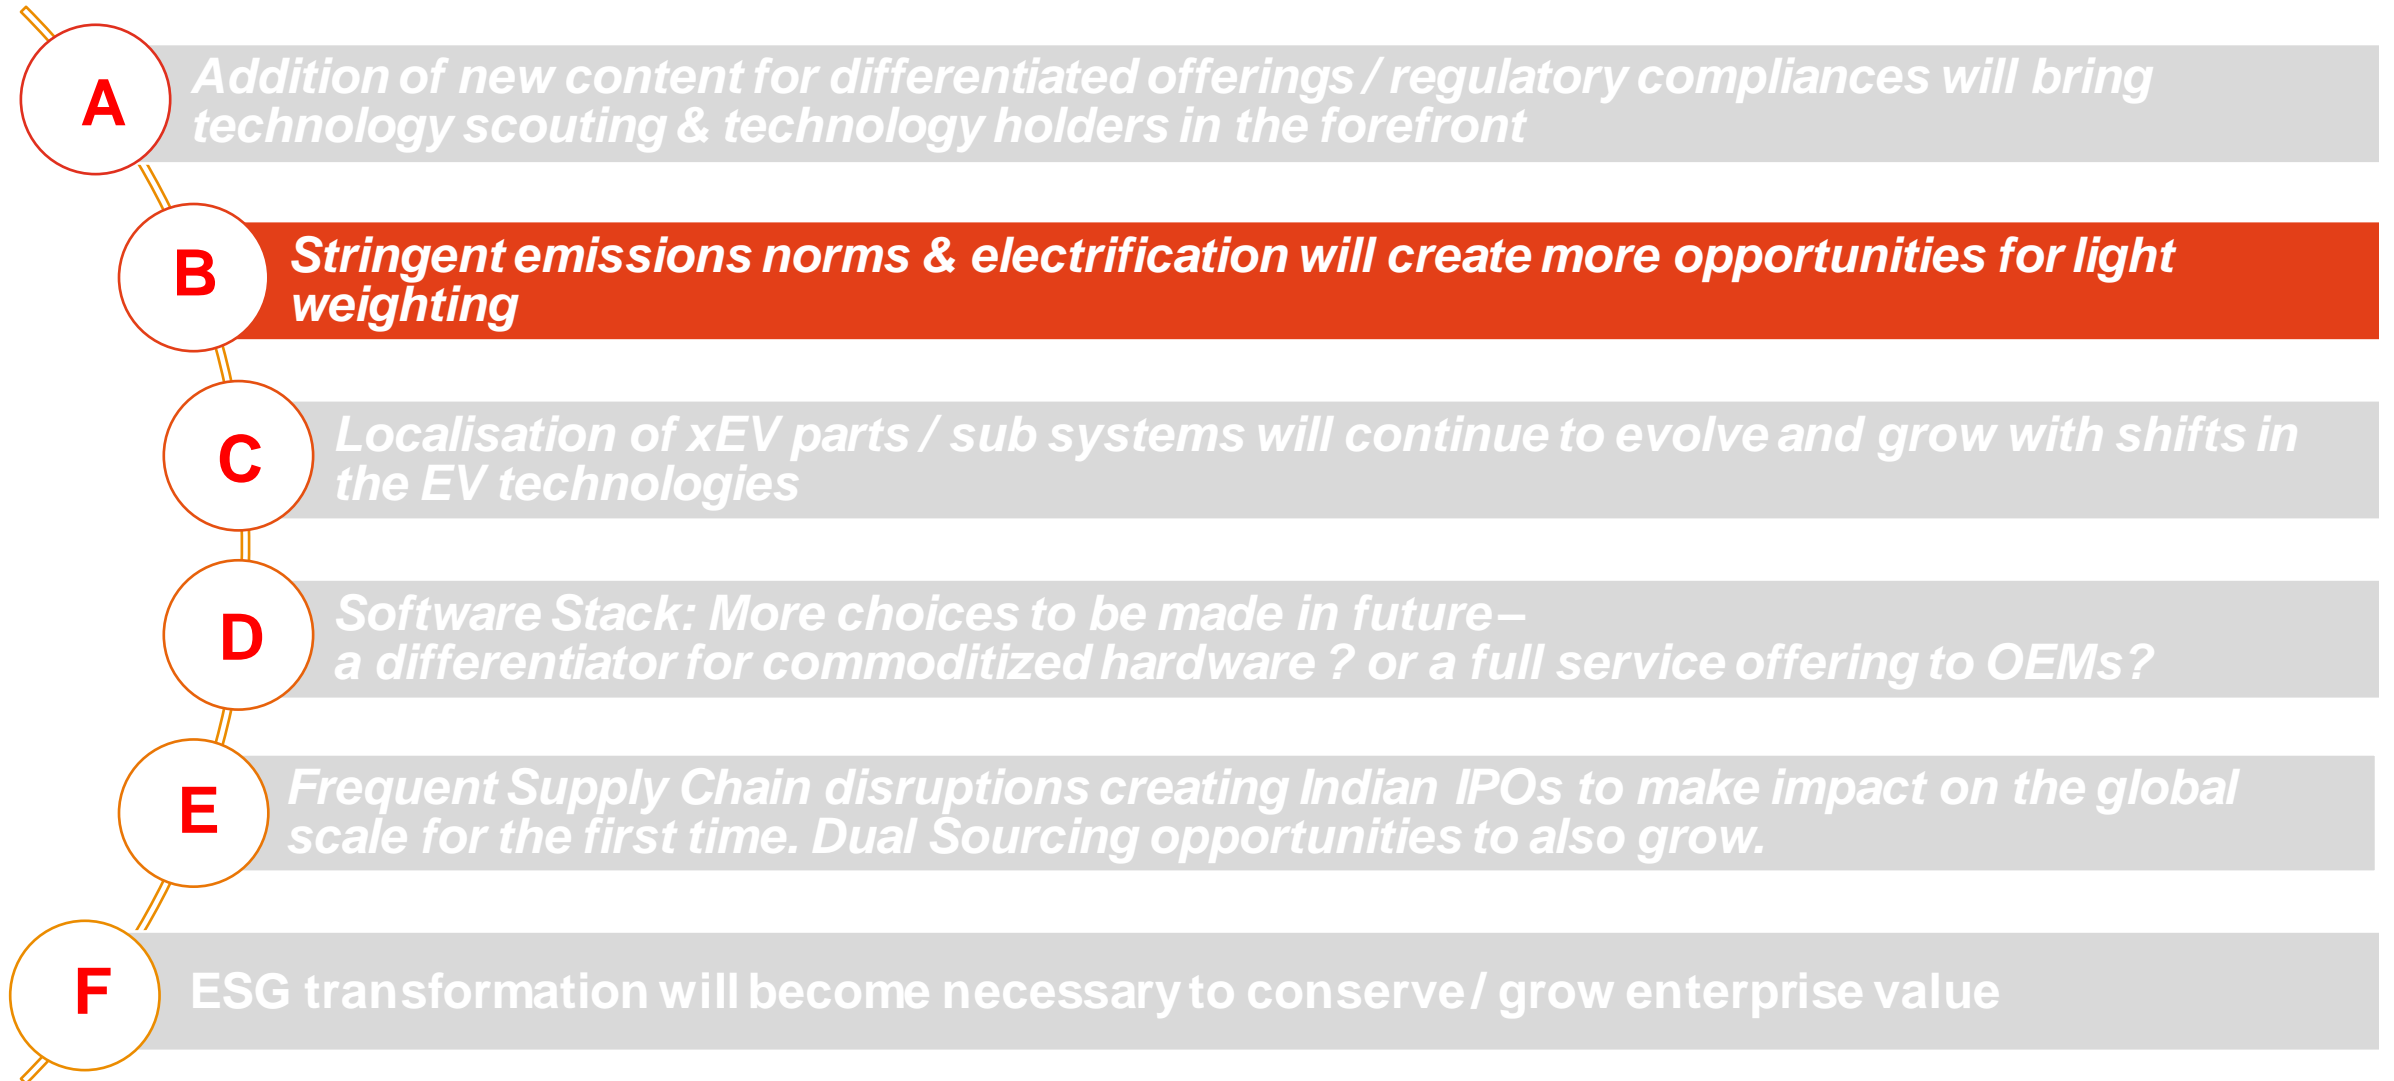 A
Addition of new content for differentiated offerings / regulatory compliances will bring
technology scouting & technology holders in the forefront
B
Stringent emissions norms & electrification will create more opportunities for light
weighting
C
Localisation of xEV parts / sub systems will continue to evolve and grow with shifts in
the EV technologies
D
Software Stack: More choices to be made in future –
a differentiator for commoditized hardware ? or a full service offering to OEMs?
E
Frequent Supply Chain disruptions creating Indian IPOs to make impact on the global
scale for the first time. Dual Sourcing opportunities to also grow.
F
ESG transformation will become necessary to conserve / grow enterprise value